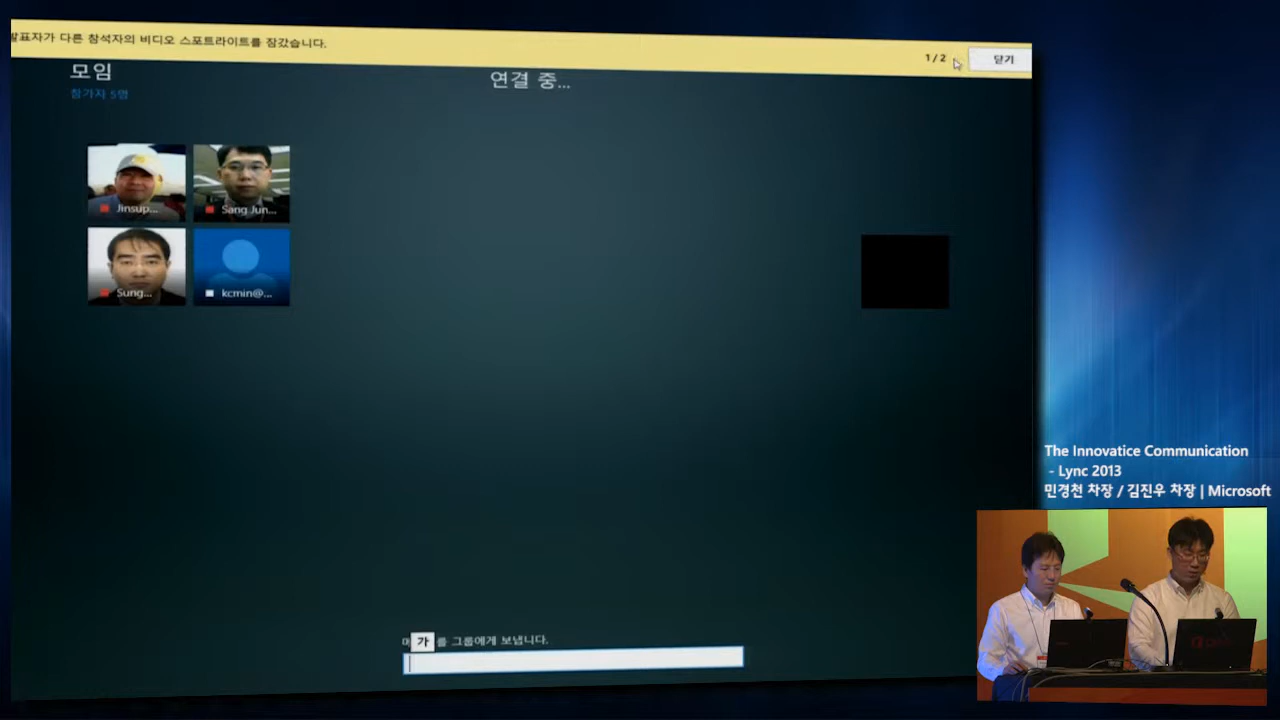 발표자가 다른 참석자의 비디오 스포트라이트를 잠갔습니다.
1/2
닫기
모임
참가자 5명
연결 중...
Jinsup...
Sang Jun...
Sung...
kcmin@...
가 를 그룹에게 보냅니다.
The Innovatice Communication
- Lync 2013
민경천 차장 / 김진우 차장 | Microsoft